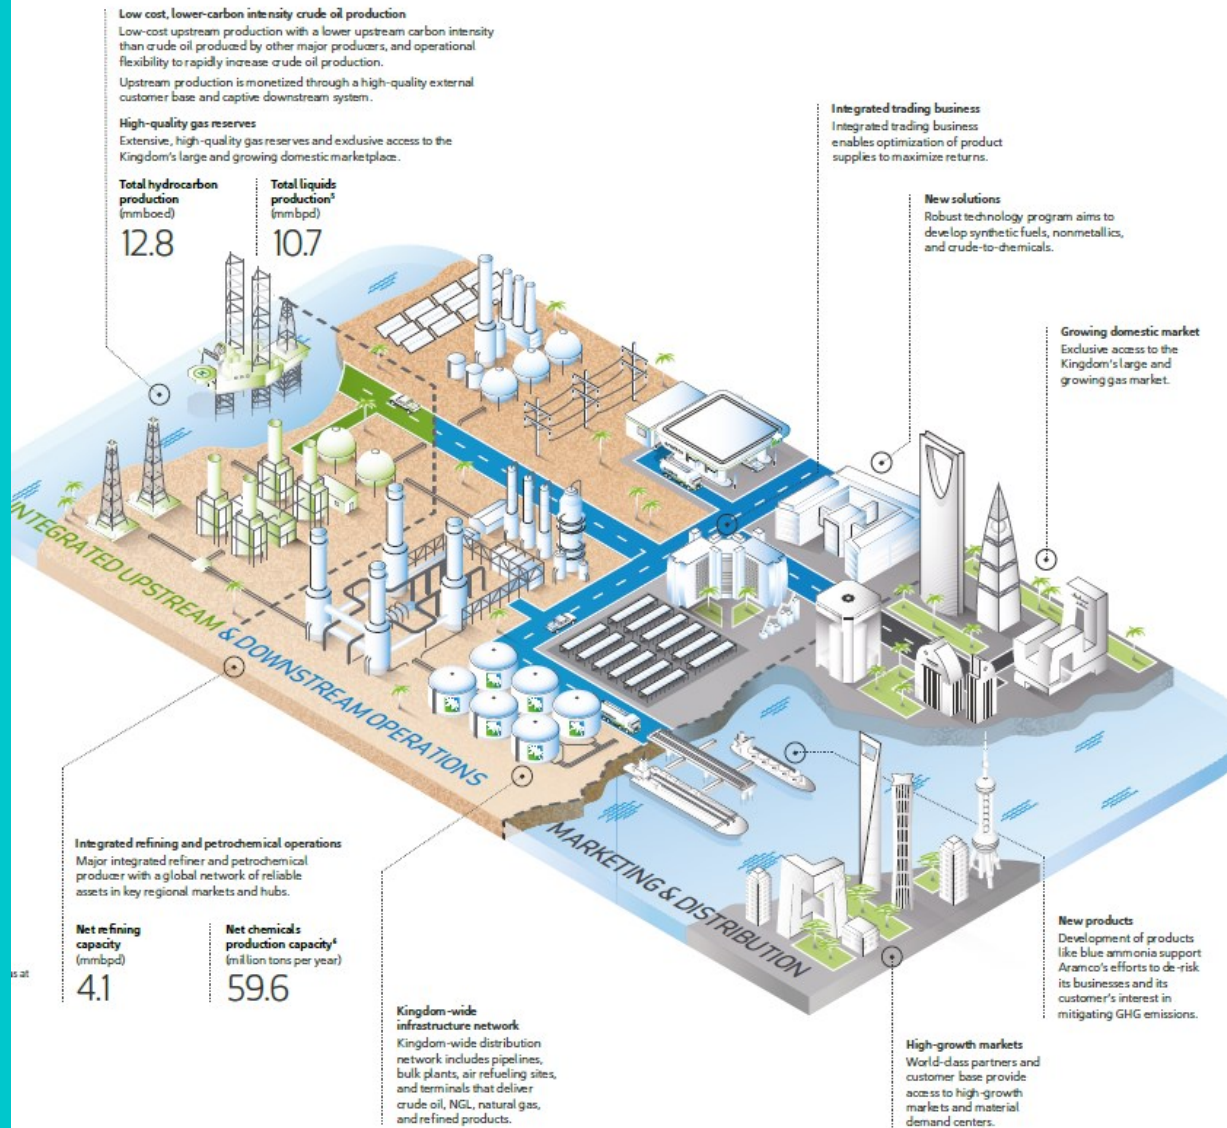 Low cost, lower-carbon intensity crude oil production
Low-cost upstream production with a lower upstream carbon intensity
than crude oil produced by other major producers, and operational
flexibility to rapidly increase crude oil production.
Upstream production is monetized through a high-quality external
customer base and captive downstream system.
High-quality gas reserves
Extensive, high-quality gas reserves and exclusive access to the
Kingdom's large and growing domestic marketplace.
Total hydrocarbon
production
(mmboed)
12.8
Total liquids
production⁵
(mmbpd)
10.7
Integrated trading business
Integrated trading business
enables optimization of product
supplies to maximize returns.
New solutions
Robust technology program aims to
develop synthetic fuels, nonmetallics,
and crude-to-chemicals.
Growing domestic market
Exclusive access to the
Kingdom's large and
growing gas market.
INTEGRATED UPSTREAM & DOWNSTREAM OPERATIONS
MARKETING & DISTRIBUTION
Integrated refining and petrochemical operations
Major integrated refiner and petrochemical
producer with a global network of reliable
assets in key regional markets and hubs.
Net refining
capacity
(mmbpd)
4.1
Net chemicals
production capacity⁶
(million tons per year)
59.6
as at
Kingdom-wide
infrastructure network
Kingdom-wide distribution
network includes pipelines,
bulk plants, air refueling sites,
and terminals that deliver
crude oil, NGL, natural gas,
and refined products.
New products
Development of products
like blue ammonia support
Aramco's efforts to de-risk
its businesses and its
customer's interest in
mitigating GHG emissions.
High-growth markets
World-class partners and
customer base provide
access to high-growth
markets and material
demand centers.